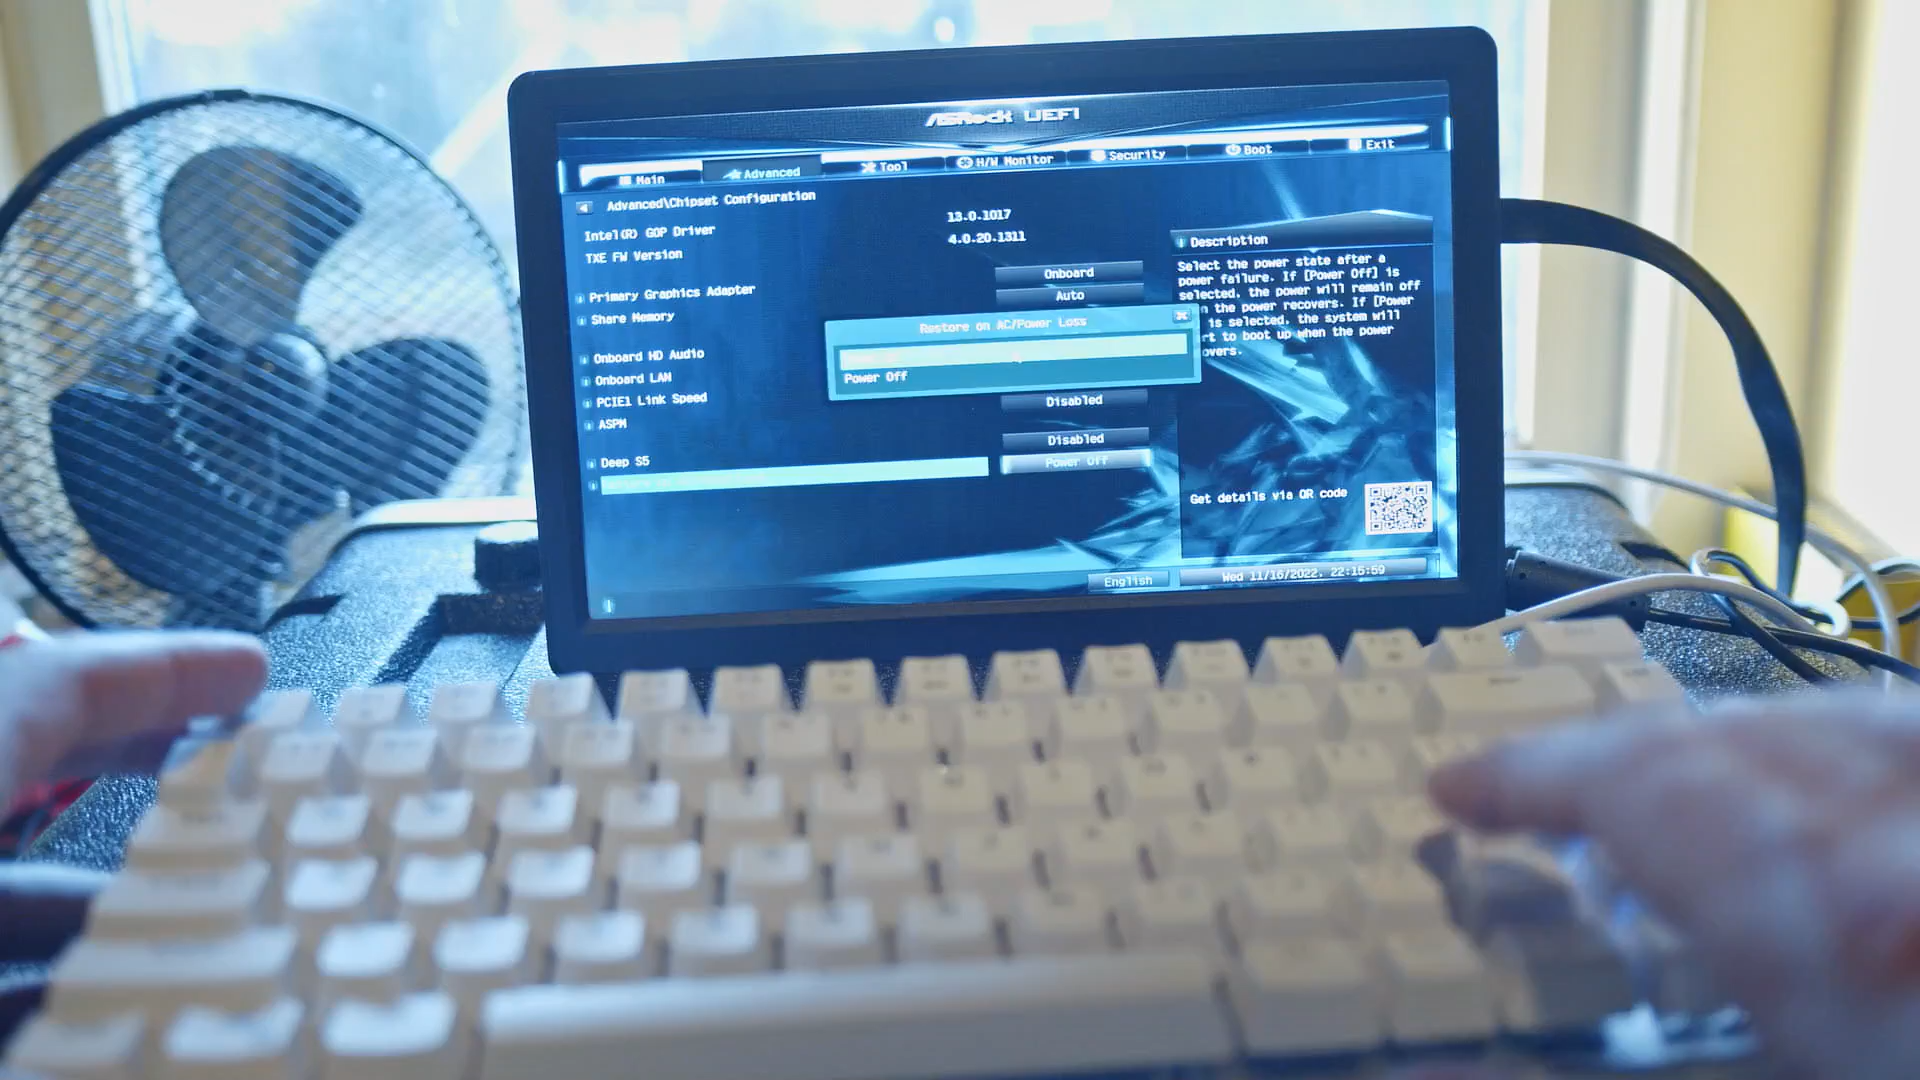 ASRock UEFI
Main Advanced Tool H/W Monitor Security Boot Exit
Advanced\Chipset Configuration
Intel(R) GOP Driver 13.0.1017
TXE FW Version 4.0.20.1311
Primary Graphics Adapter Onboard
Share Memory Auto
Onboard HD Audio
Onboard LAN
PCIE1 Link Speed
ASPM Disabled
Deep S5 Disabled
Power Off
Restore on AC/Power Loss
Power Off
Description
Select the power state after a
power failure. If [Power Off] is
selected, the power will remain off
the power recovers. If [Power
is selected, the system will
to boot up when the power
Get details via QR code
English Wed 11/16/2022, 22:15:59